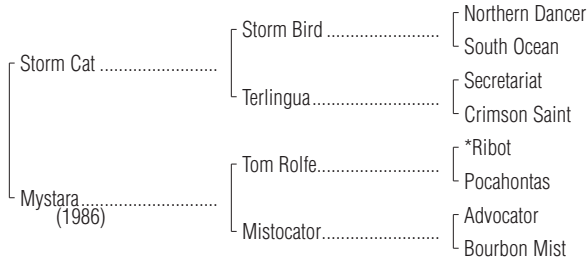 Northern Dancer
Storm Bird ........................
South Ocean
Storm Cat ........................
Secretariat
Terlingua...........................
Crimson Saint
*Ribot
Tom Rolfe..........................
Pocahontas
Mystara............................
(1986)
Advocator
Mistocator.........................
Bourbon Mist